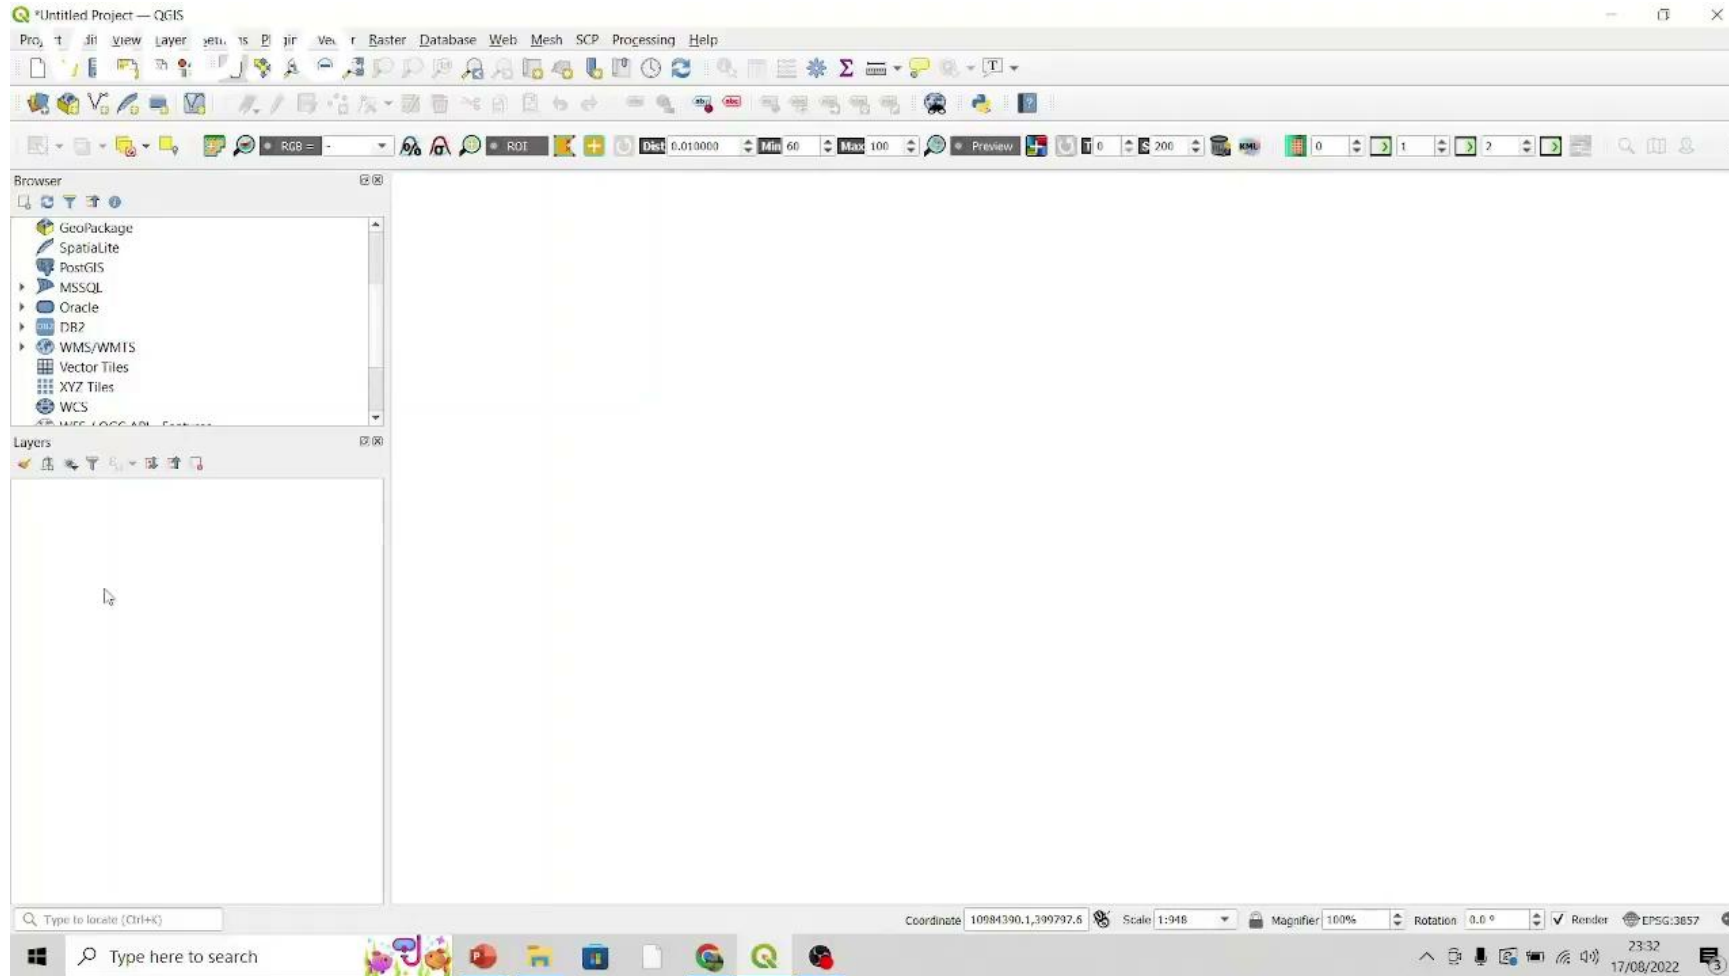 *Untitled Project — QGIS
View Layer Raster Database Web Mesh SCP Processing Help
RGB = - ROI Dist 0.010000 Min 60 Max 100 Preview T 0 S 200 KML 0 1 2
Browser
GeoPackage
SpatiaLite
PostGIS
MSSQL
Oracle
DB2
WMS/WMTS
Vector Tiles
XYZ Tiles
WCS
Layers
Type to locate (Ctrl+K) Coordinate 10984390.1,399797.6 Scale 1:948 Magnifier 100% Rotation 0.0 ° Render EPSG:3857
Type here to search
23:32
17/08/2022